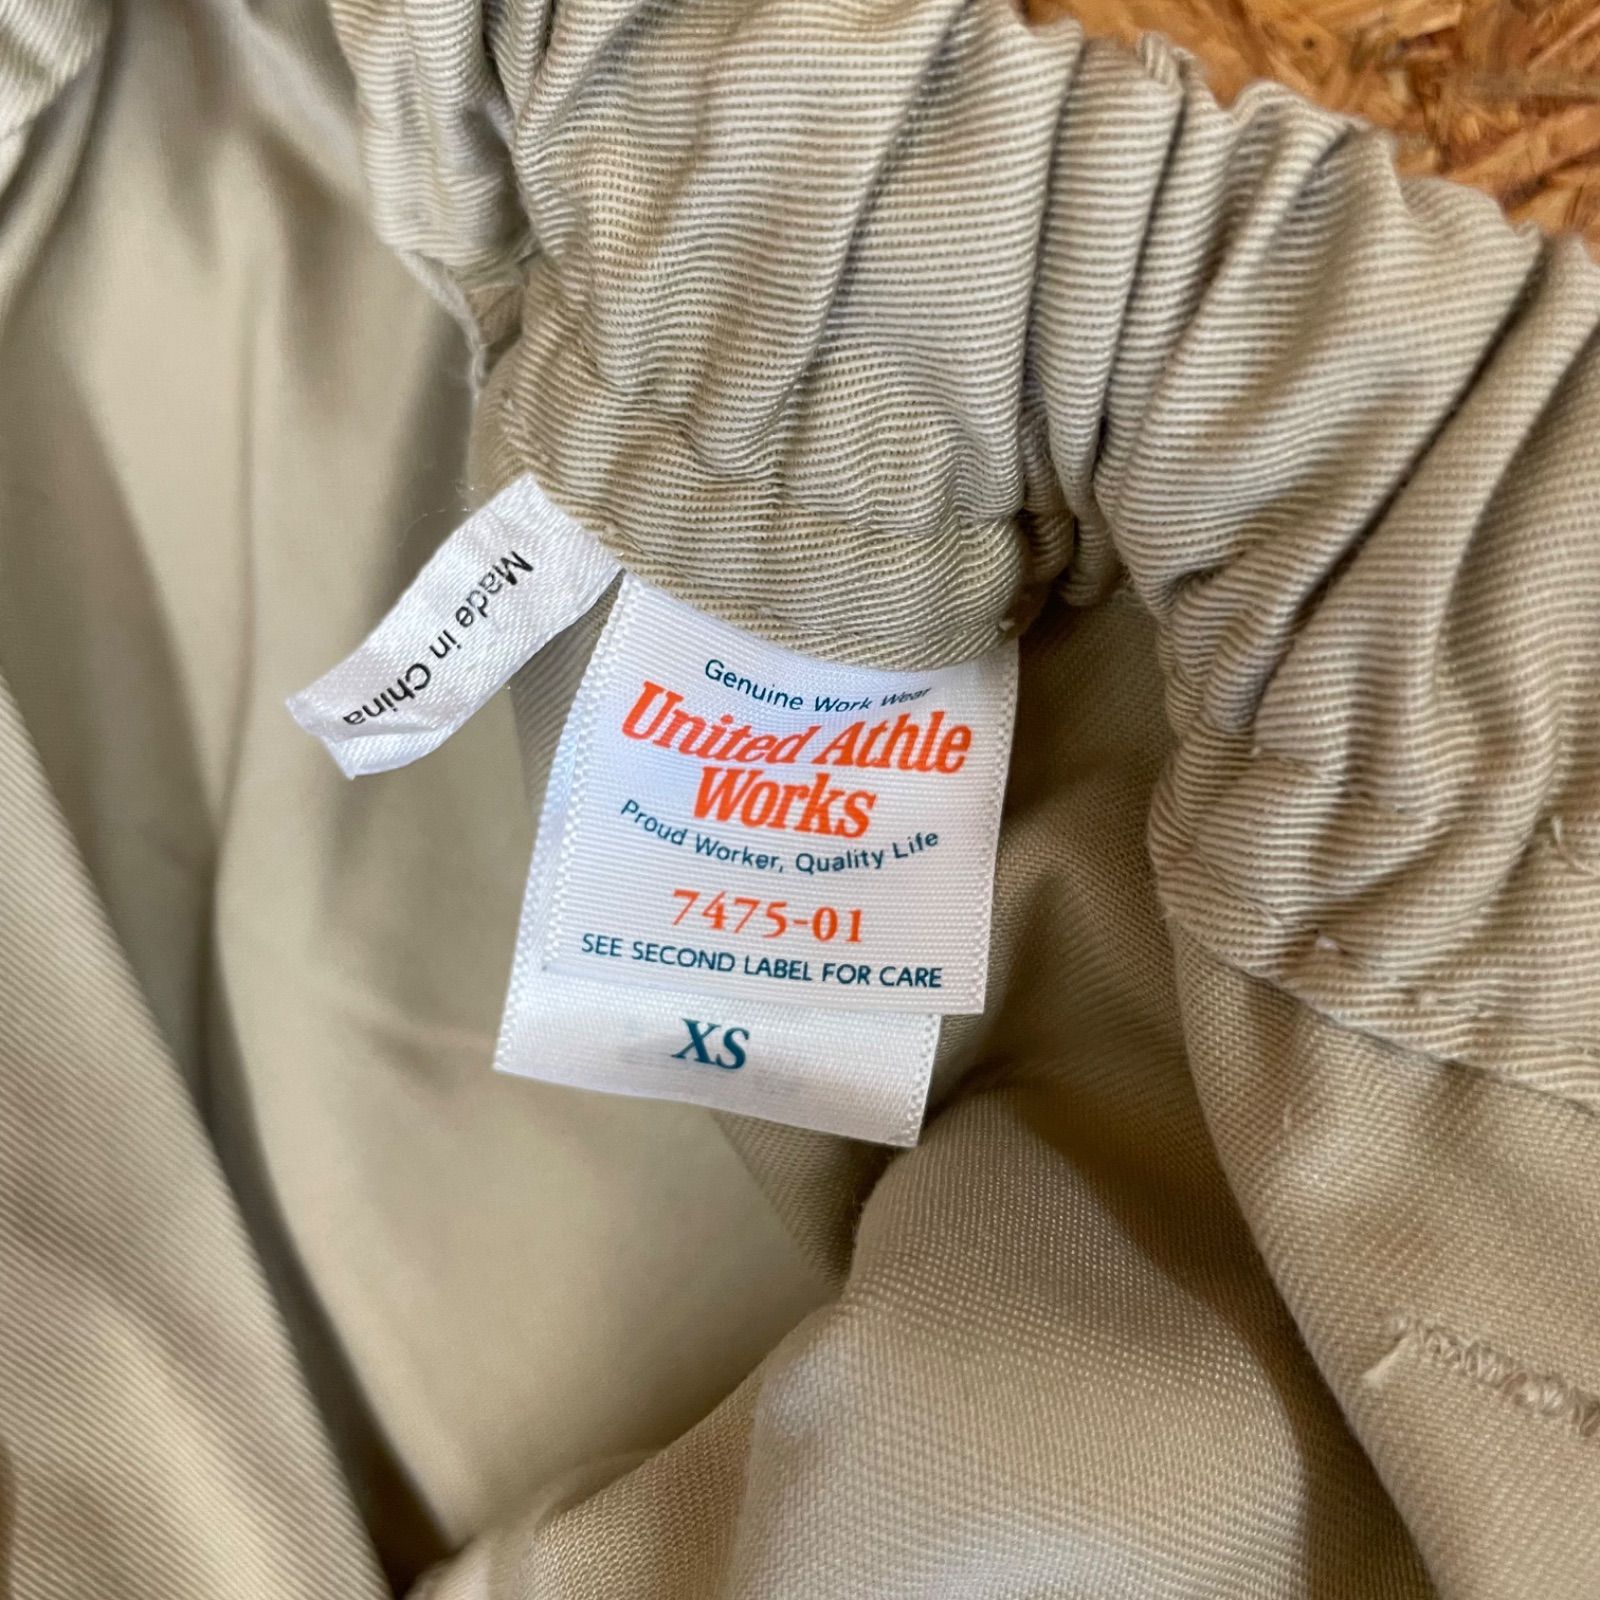 Made in China
Genuine Work Wear
United Athle
Works
Proud Worker, Quality Life
7475-01
SEE SECOND LABEL FOR CARE
XS